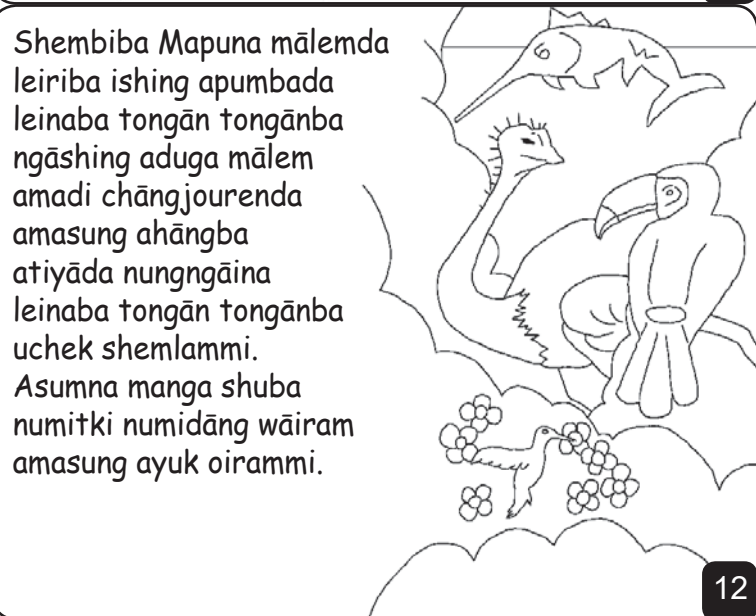 Shembiba Mapuna mālemda
leiriba ishing apumbada
leinaba tongān tongānba
ngāshing aduga mālem
amadi chāngjourenda
amasung ahāngba
atiyāda nungngāina
leinaba tongān tongānba
uchek shemlammi.
Asumna manga shuba
numitki numidāng wāiram
amasung ayuk oirammi.
12